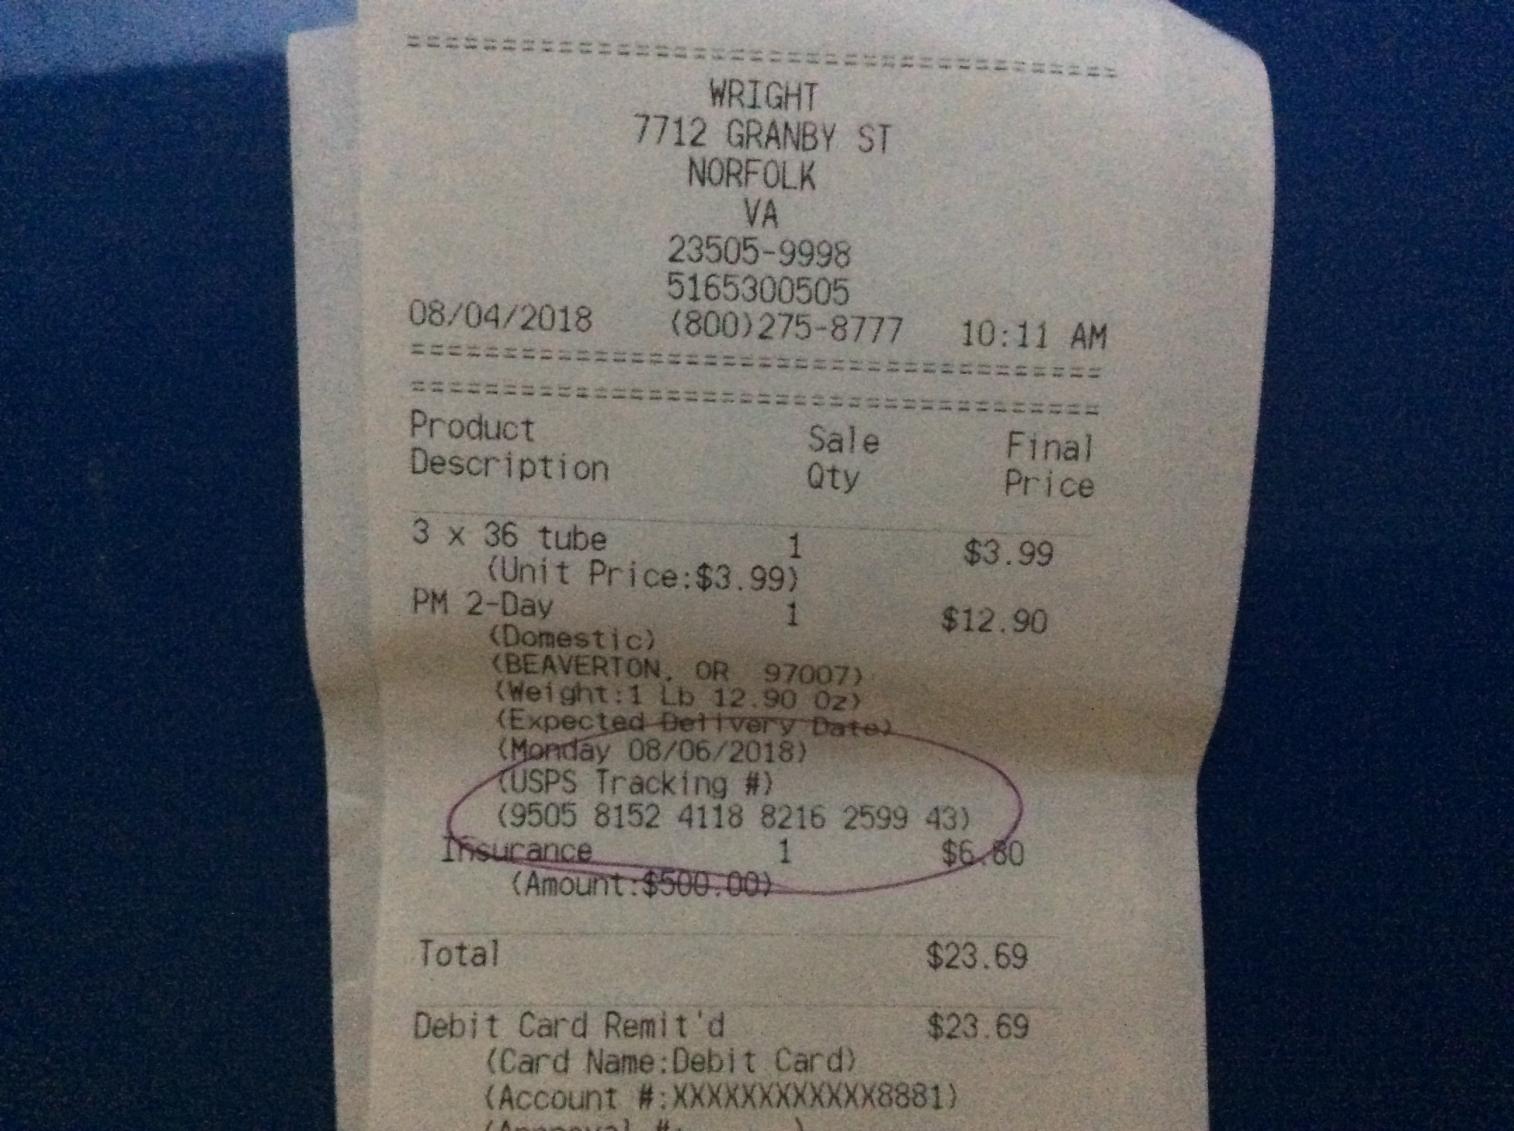 ========================================
WRIGHT
7712 GRANBY ST
NORFOLK
VA
23505-9998
5165300505
08/04/2018 (800)275-8777 10:11 AM
========================================
========================================
Product Sale Final
Description Qty Price
3 x 36 tube 1 $3.99
(Unit Price:$3.99)
PM 2-Day 1 $12.90
(Domestic)
(BEAVERTON, OR 97007)
(Weight:1 Lb 12.90 Oz)
(Expected Delivery Date)
(Monday 08/06/2018)
(USPS Tracking #)
(9505 8152 4118 8216 2599 43)
Insurance 1 $6.80
(Amount:$500.00)
Total $23.69
Debit Card Remit'd $23.69
(Card Name:Debit Card)
(Account #:XXXXXXXXXXXX8881)
(Approval #: